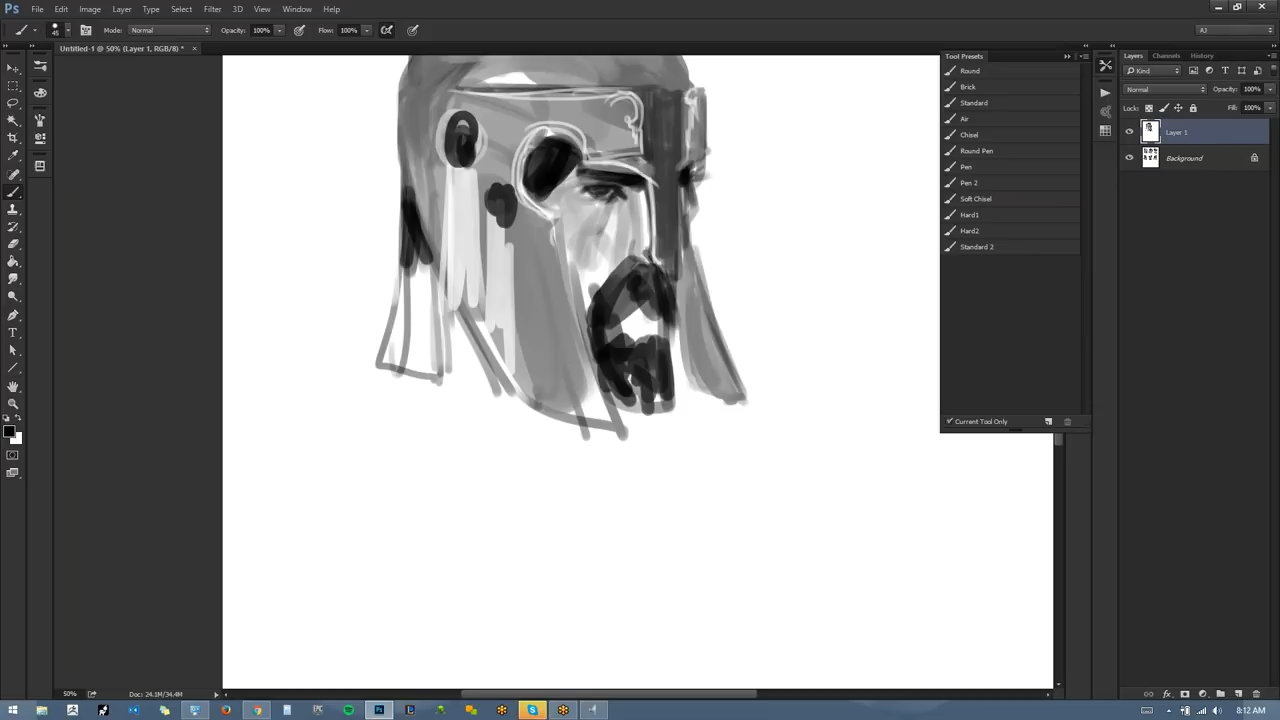 Ps File Edit Image Layer Type Select Filter 3D View Window Help
45 Mode: Normal Opacity: 100% Flow: 100% AJ
Untitled-1 @ 50% (Layer 1, RGB/8) * ×
Tool Presets
Round
Brick
Standard
Air
Chisel
Round Pen
Pen
Pen 2
Soft Chisel
Hard1
Hard2
Standard 2
Current Tool Only
Layers Channels History
Kind
Normal Opacity: 100%
Lock: Fill: 100%
Layer 1
Background
50% Doc: 24.1M/34.4M
8:12 AM